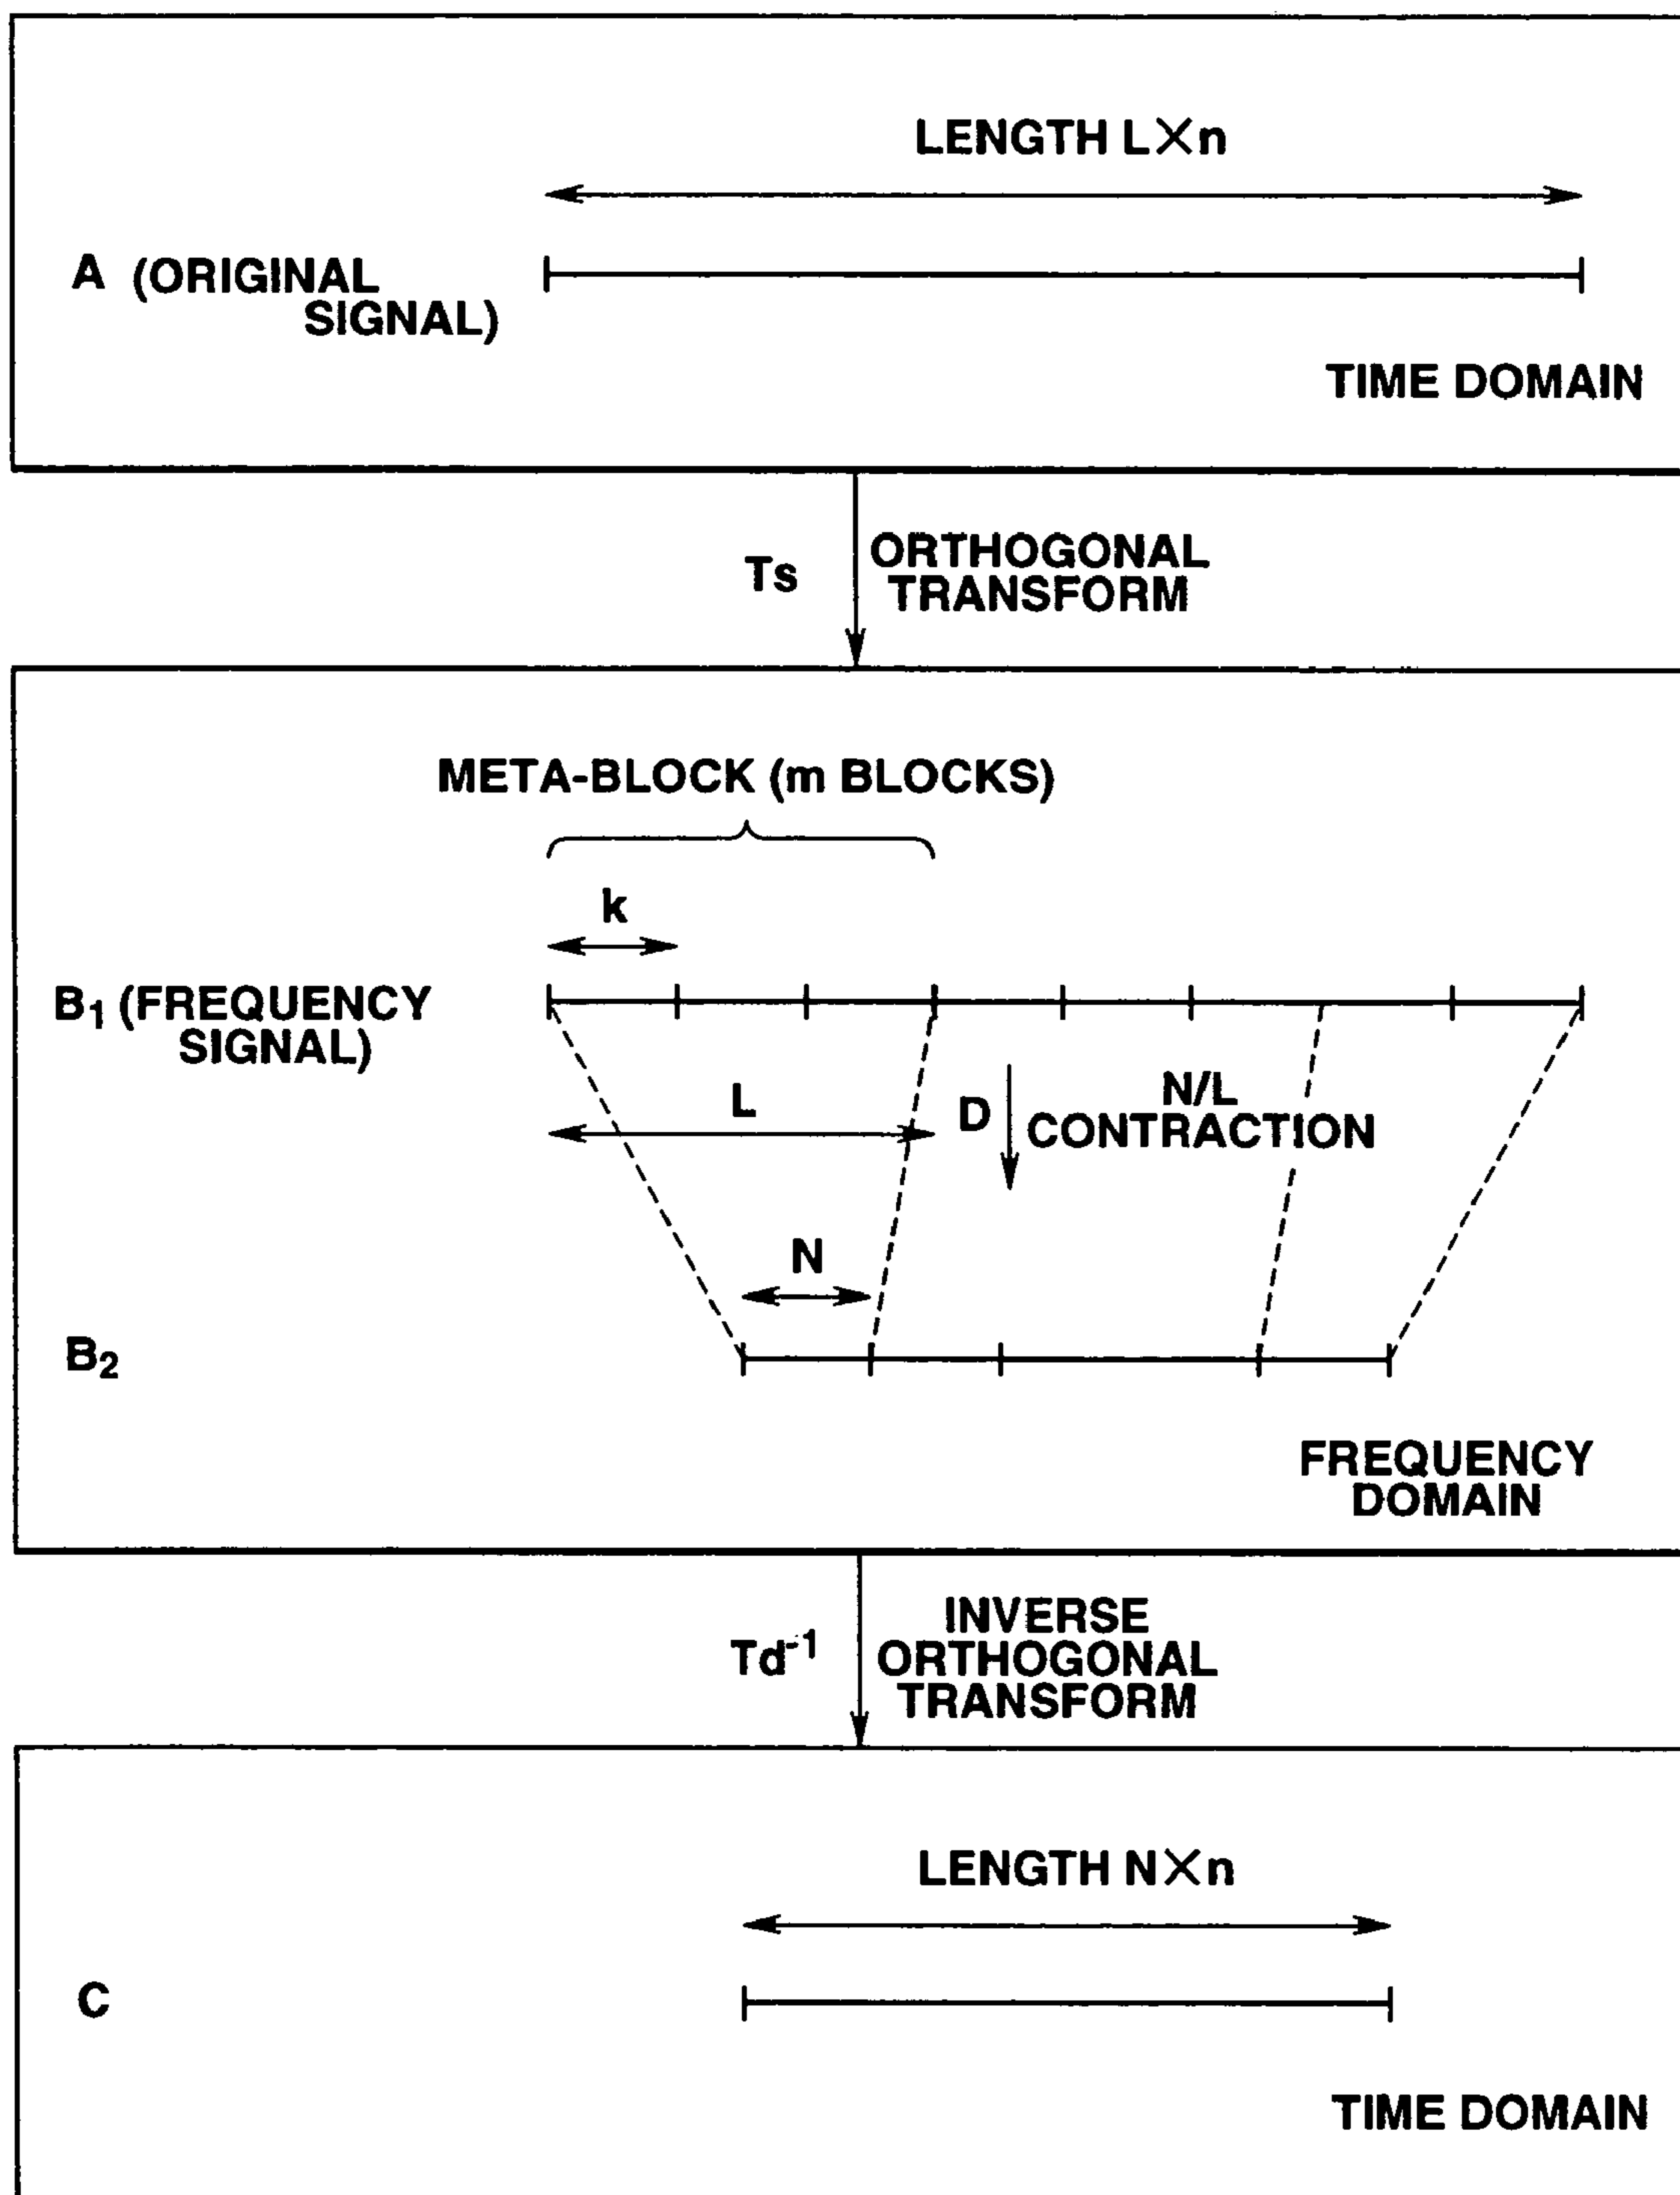 LENGTH L×n
A (ORIGINAL
SIGNAL)
TIME DOMAIN
Ts
ORTHOGONAL
TRANSFORM
META-BLOCK (m BLOCKS)
k
B1 (FREQUENCY
SIGNAL)
L
D
N/L
CONTRACTION
N
B2
FREQUENCY
DOMAIN
Td-1
INVERSE
ORTHOGONAL
TRANSFORM
LENGTH N×n
C
TIME DOMAIN